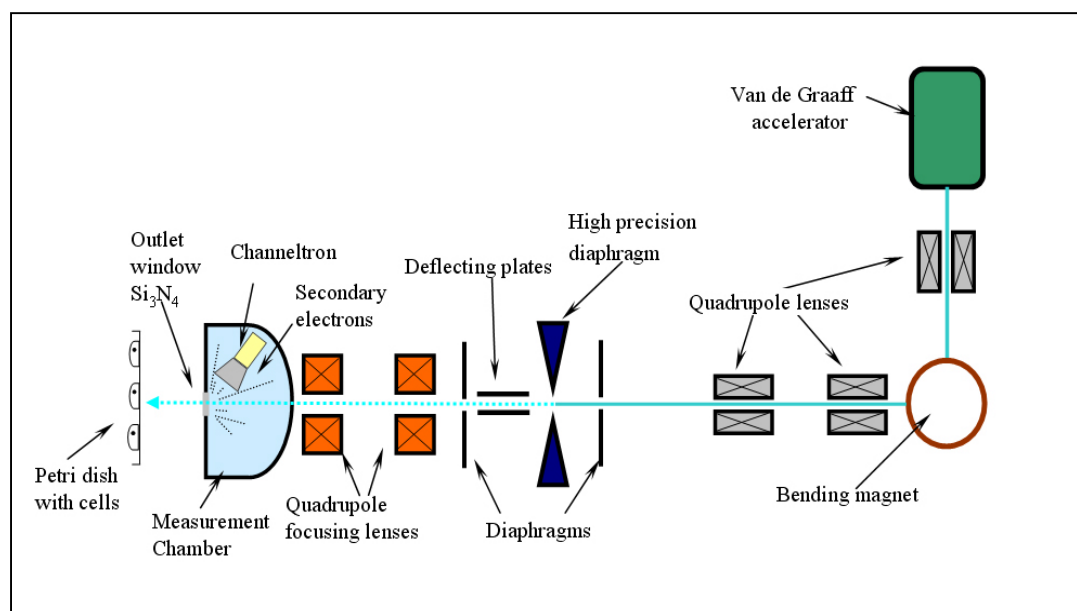 Van de Graaff
accelerator
High precision
diaphragm
Outlet
window
Si₃N₄
Channeltron
Deflecting plates
Secondary
electrons
Quadrupole lenses
Petri dish
with cells
Measurement
Chamber
Quadrupole
focusing lenses
Diaphragms
Bending magnet